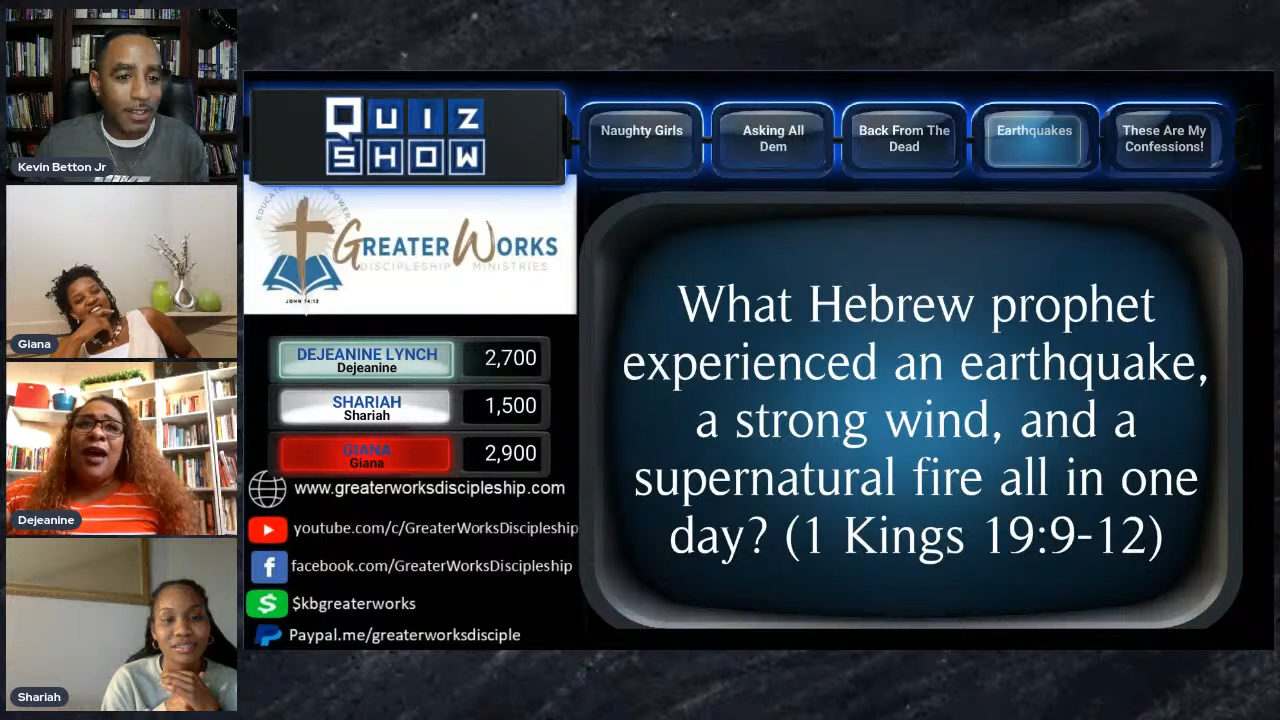 Kevin Betton Jr
Giana
Dejeanine
Shariah
QUIZ
SHOW
EDUCATE
EMPOWER
GREATER WORKS
DISCIPLESHIP MINISTRIES
JOHN 14:12
DEJEANINE LYNCH
Dejeanine
2,700
SHARIAH
Shariah
1,500
GIANA
Giana
2,900
www.greaterworksdiscipleship.com
youtube.com/c/GreaterWorksDiscipleship
facebook.com/GreaterWorksDiscipleship
$kbgreaterworks
Paypal.me/greaterworksdisciple
Naughty Girls
Asking All
Dem
Back From The
Dead
Earthquakes
These Are My
Confessions!
What Hebrew prophet
experienced an earthquake,
a strong wind, and a
supernatural fire all in one
day? (1 Kings 19:9-12)